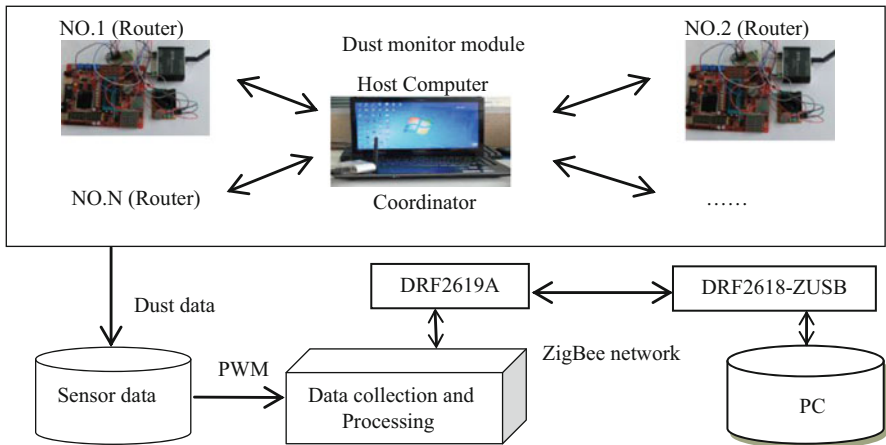 NO.1 (Router)
Dust monitor module
NO.2 (Router)
Host Computer
NO.N (Router)
Coordinator
......
Dust data
DRF2619A
DRF2618-ZUSB
ZigBee network
Sensor data
PWM
Data collection and
Processing
PC